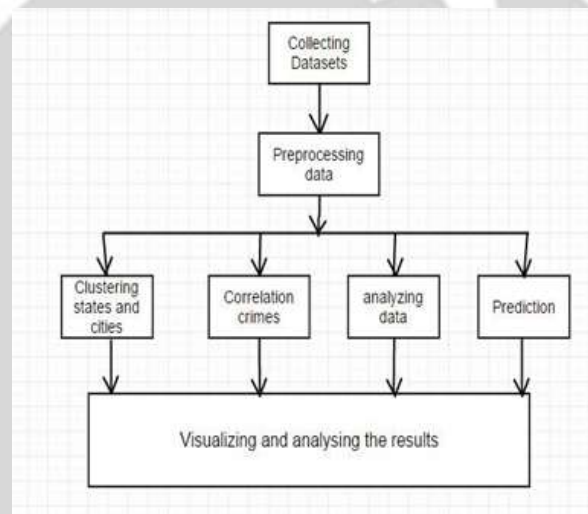 Collecting
Datasets
Preprocessing
data
Clustering
states and
cities
Correlation
crimes
analyzing
data
Prediction
Visualizing and analysing the results